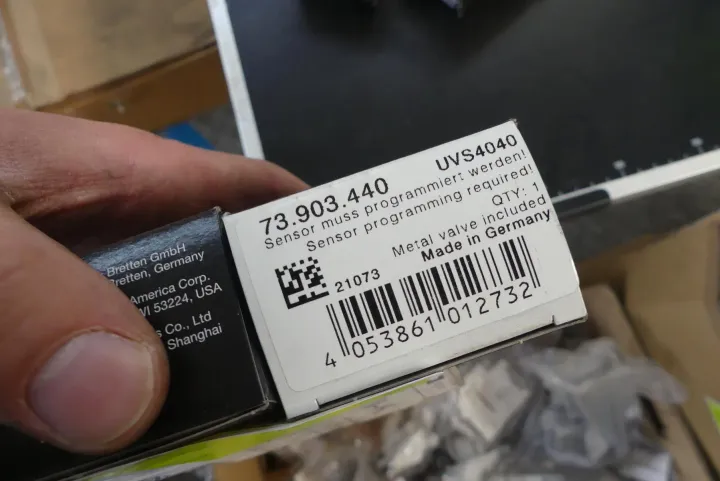 Bretten GmbH
Bretten, Germany
America Corp.
WI 53224, USA
Co., Ltd
Shanghai
73.903.440
UVS4040
Sensor muss programmiert werden!
Sensor programming required!
QTY: 1
Metal valve included
Made in Germany
21073
4 053861 012732